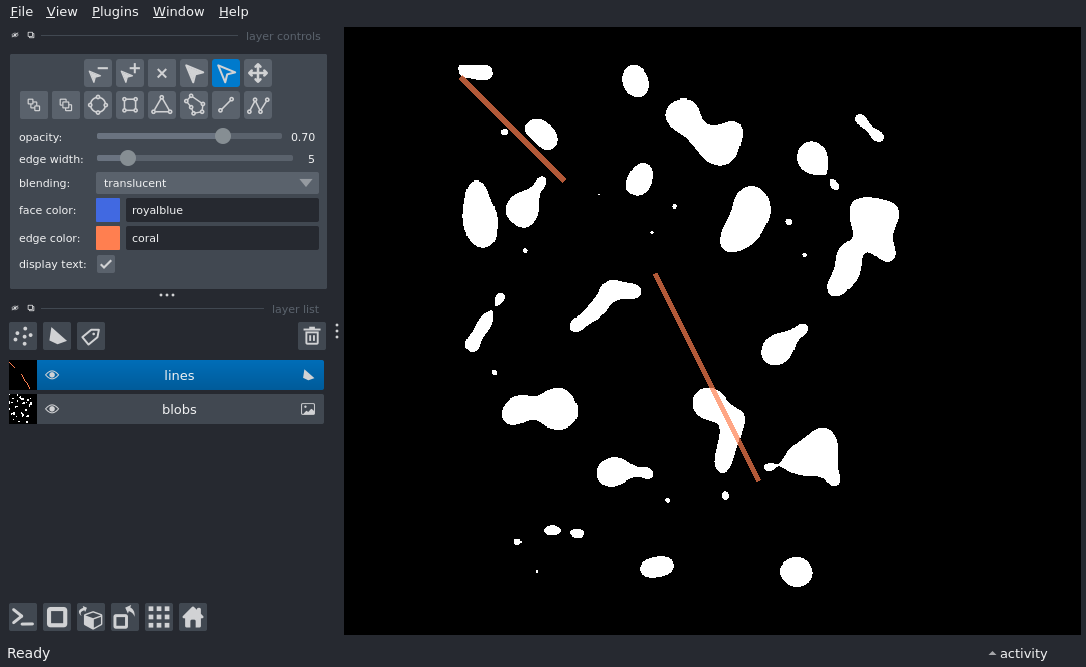 File View Plugins Window Help
layer controls
opacity: 0.70
edge width: 5
blending: translucent
face color: royalblue
edge color: coral
display text:
layer list
lines
blobs
Ready
activity